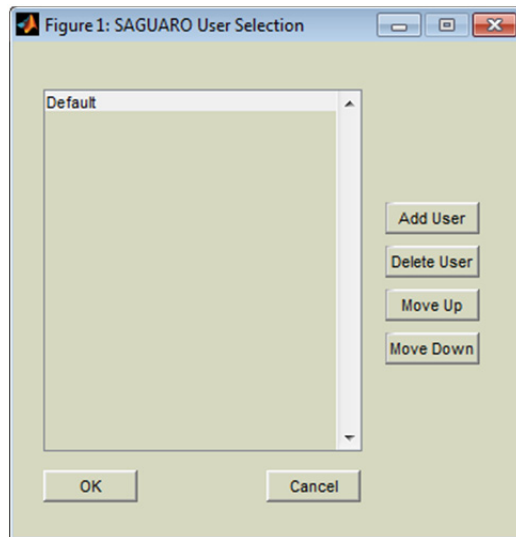 Figure 1: SAGUARO User Selection
Default
Add User
Delete User
Move Up
Move Down
OK
Cancel